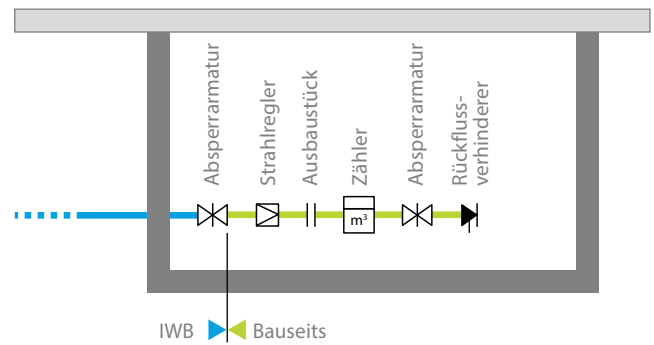 Absperrarmatur
Strahlregler
Ausbaustück
Zähler
Absperrarmatur
Rückfluss-
verhinderer
m³
IWB Bauseits